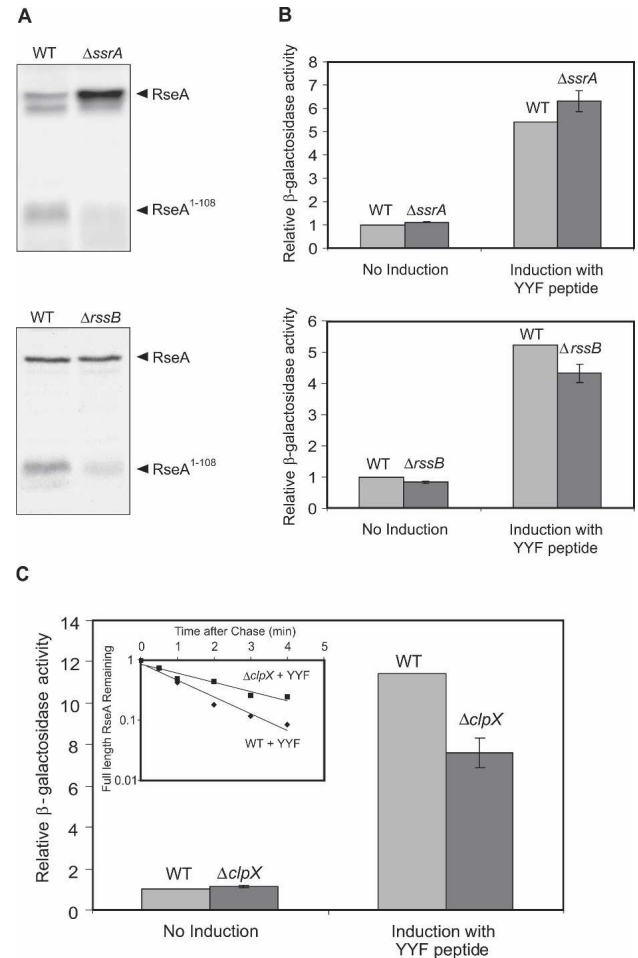 A
WT ΔssrA
RseA
RseA1-108
WT ΔrssB
RseA
RseA1-108
B
Relative β-galactosidase activity
8
7
6
5
4
3
2
1
0
WT ΔssrA
WT
ΔssrA
No Induction
Induction with
YYF peptide
Relative β-galactosidase activity
6
5
4
3
2
1
0
WT ΔrssB
WT
ΔrssB
No Induction
Induction with
YYF peptide
C
Relative β-galactosidase activity
14
12
10
8
6
4
2
0
Time after Chase (min)
0 1 2 3 4 5
Full length RseA Remaining
1
0.1
0.01
ΔclpX + YYF
WT + YYF
WT ΔclpX
WT
ΔclpX
No Induction
Induction with
YYF peptide